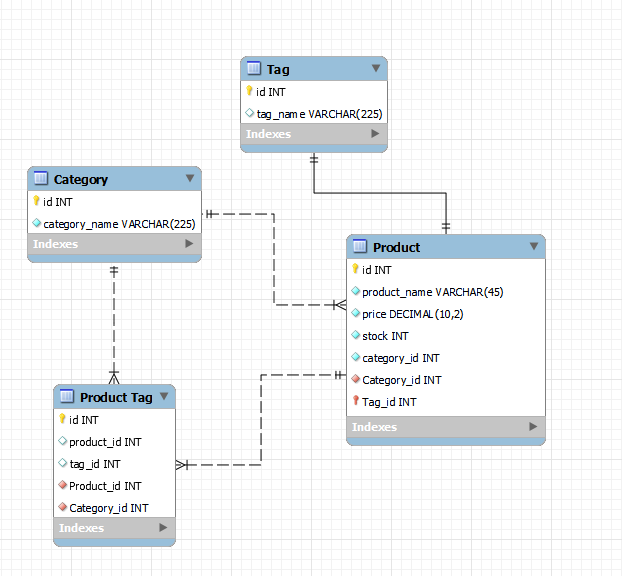 Tag
id INT
tag_name VARCHAR(225)
Indexes
Category
id INT
category_name VARCHAR(225)
Indexes
Product
id INT
product_name VARCHAR(45)
price DECIMAL(10,2)
stock INT
category_id INT
Category_id INT
Tag_id INT
Indexes
Product Tag
id INT
product_id INT
tag_id INT
Product_id INT
Category_id INT
Indexes